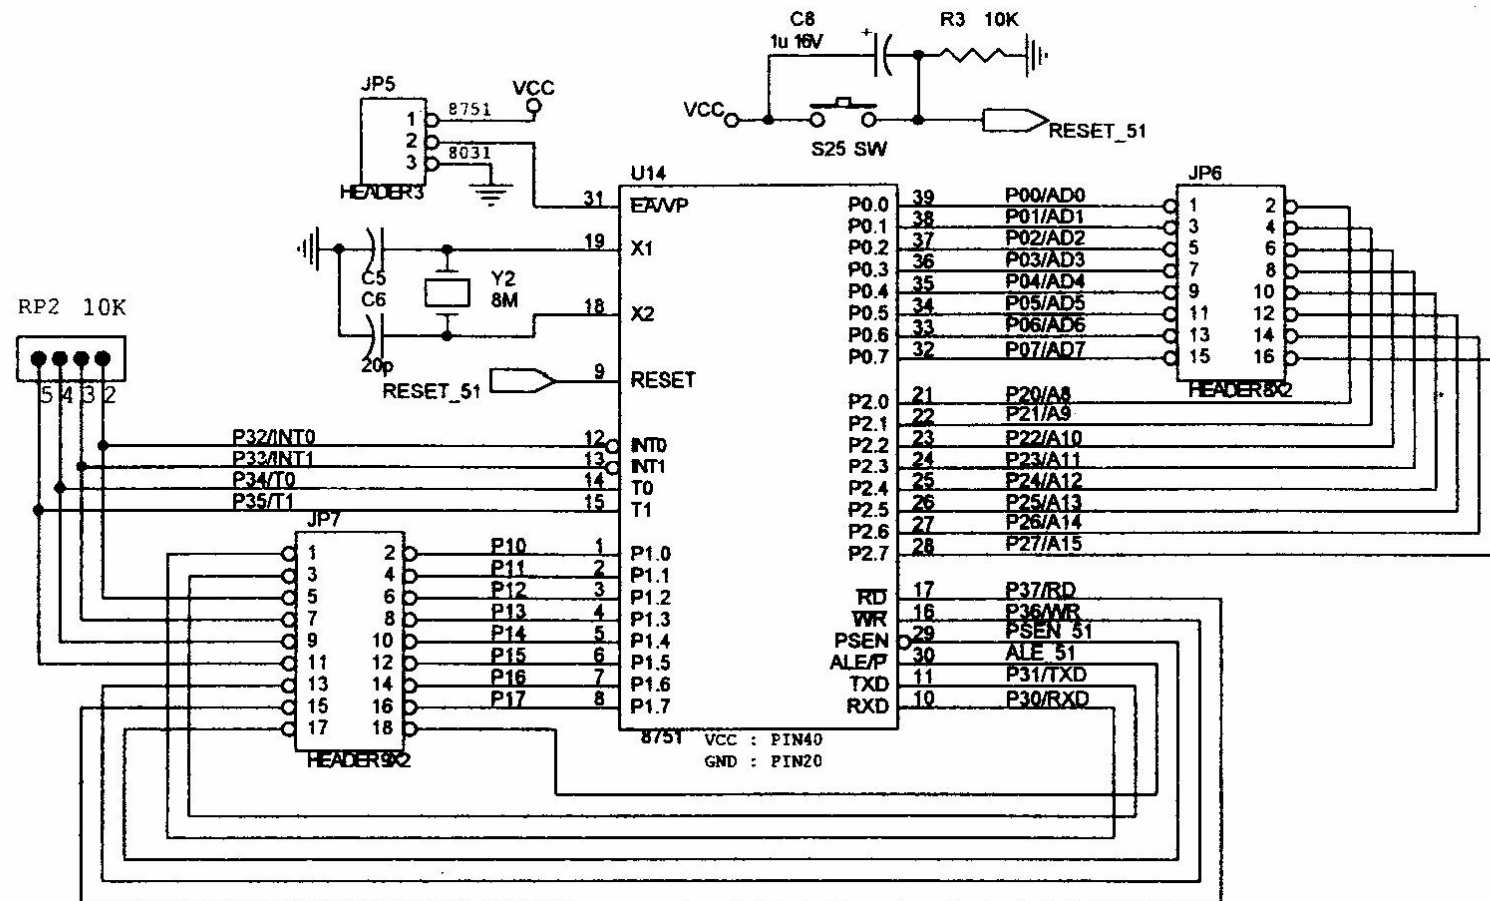 C8
1u 16V
R3 10K
VCC
S25 SW
RESET_51
JP5
1 8751
2
3 8031
HEADER 3
VCC
U14
31 EA/VP
19 X1
18 X2
9 RESET
12 INT0
13 INT1
14 T0
15 T1
1 P1.0
2 P1.1
3 P1.2
4 P1.3
5 P1.4
6 P1.5
7 P1.6
8 P1.7
P0.0 39 P00/AD0
P0.1 38 P01/AD1
P0.2 37 P02/AD2
P0.3 36 P03/AD3
P0.4 35 P04/AD4
P0.5 34 P05/AD5
P0.6 33 P06/AD6
P0.7 32 P07/AD7
P2.0 21 P20/A8
P2.1 22 P21/A9
P2.2 23 P22/A10
P2.3 24 P23/A11
P2.4 25 P24/A12
P2.5 26 P25/A13
P2.6 27 P26/A14
P2.7 28 P27/A15
RD 17 P37/RD
WR 16 P36/WR
PSEN 29 PSEN_51
ALE/P 30 ALE_51
TXD 11 P31/TXD
RXD 10 P30/RXD
8751
VCC : PIN40
GND : PIN20
JP6
1 2
3 4
5 6
7 8
9 10
11 12
13 14
15 16
HEADER 8X2
C5
C6
20p
Y2
8M
RESET_51
RP2 10K
5 4 3 2
P32/INT0
P33/INT1
P34/T0
P35/T1
JP7
1 2 P10
3 4 P11
5 6 P12
7 8 P13
9 10 P14
11 12 P15
13 14 P16
15 16 P17
17 18
HEADER 9X2